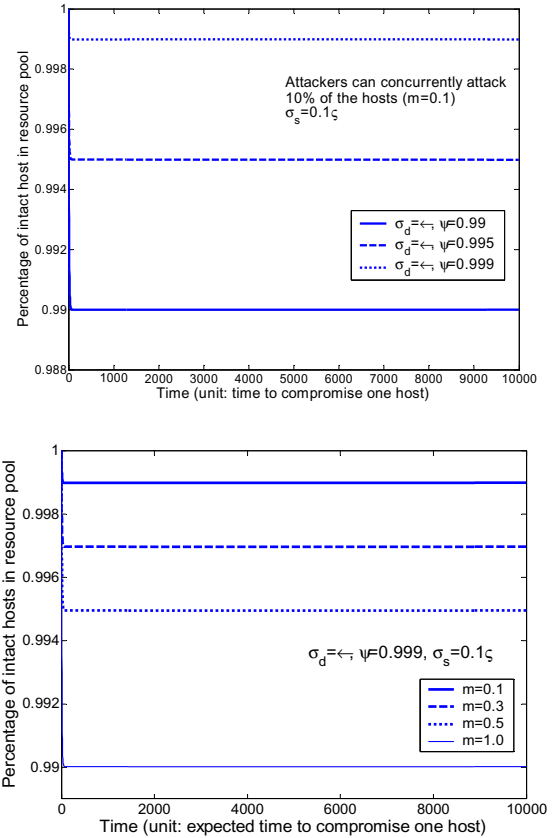 1
0.998
0.996
0.994
0.992
0.99
0.988
Percentage of intact host in resource pool
Attackers can concurrently attack
10% of the hosts (m=0.1)
σs=0.1ς
σd=←, ψ=0.99
σd=←, ψ=0.995
σd=←, ψ=0.999
0 1000 2000 3000 4000 5000 6000 7000 8000 9000 10000
Time (unit: time to compromise one host)
1
0.998
0.996
0.994
0.992
0.99
Percentage of intact hosts in resource pool
σd=←, ψ=0.999, σs=0.1ς
m=0.1
m=0.3
m=0.5
m=1.0
0 2000 4000 6000 8000 10000
Time (unit: expected time to compromise one host)